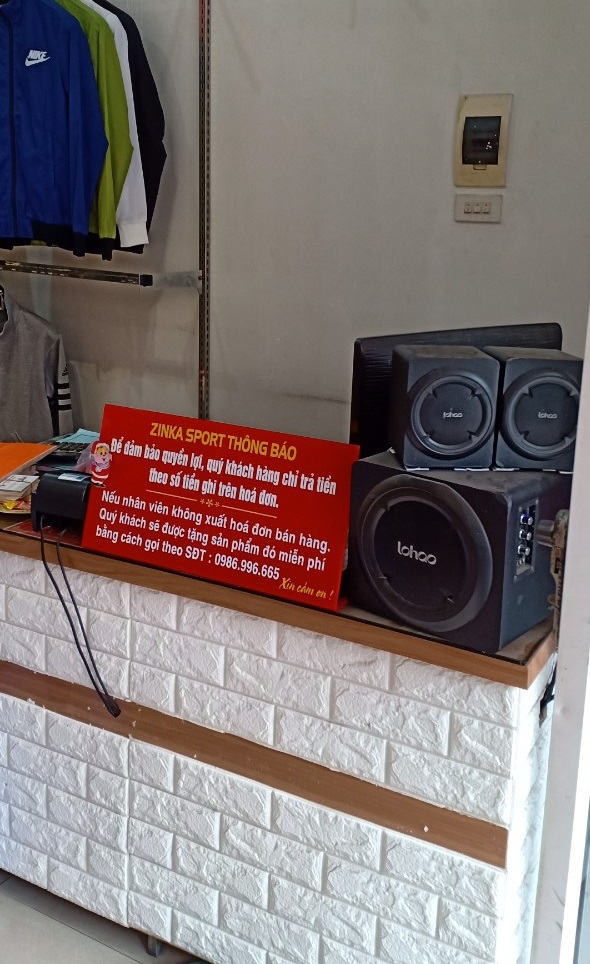 NIKE
ZINKA SPORT THÔNG BÁO
Để đảm bảo quyền lợi, quý khách hàng chỉ trả tiền
theo số tiền ghi trên hoá đơn.
Nếu nhân viên không xuất hoá đơn bán hàng.
Quý khách sẽ được tặng sản phẩm đó miễn phí
bằng cách gọi theo SĐT : 0986.996.665
Xin cảm ơn !
lohao
lohao
lohao